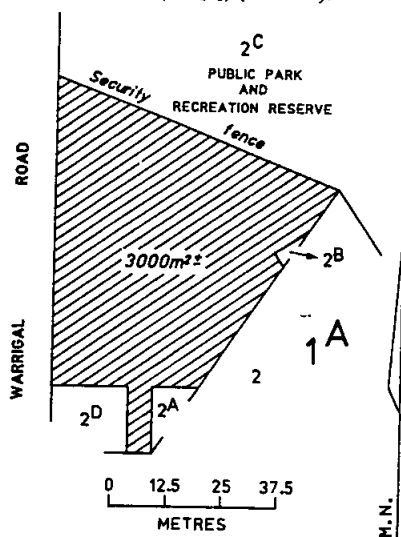 2C
PUBLIC PARK
AND
RECREATION RESERVE
Security fence
ROAD
3000m²±
2B
1A
WARRIGAL
2
2D
2A
0 12.5 25 37.5
METRES
M.N.